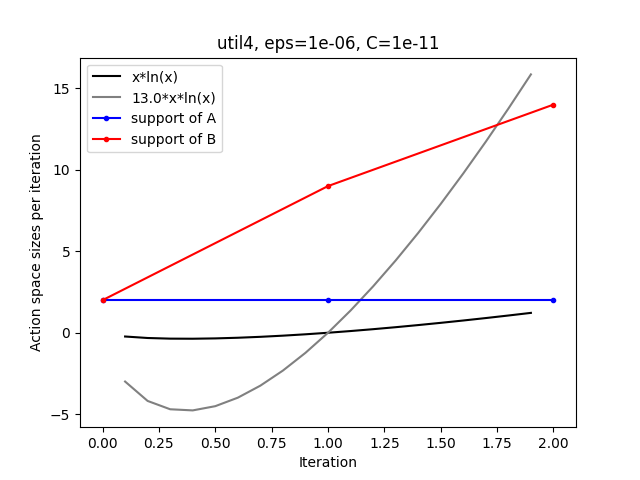 util4, eps=1e-06, C=1e-11
x*ln(x)
13.0*x*ln(x)
support of A
support of B
Action space sizes per iteration
15
10
5
0
−5
0.00 0.25 0.50 0.75 1.00 1.25 1.50 1.75 2.00
Iteration